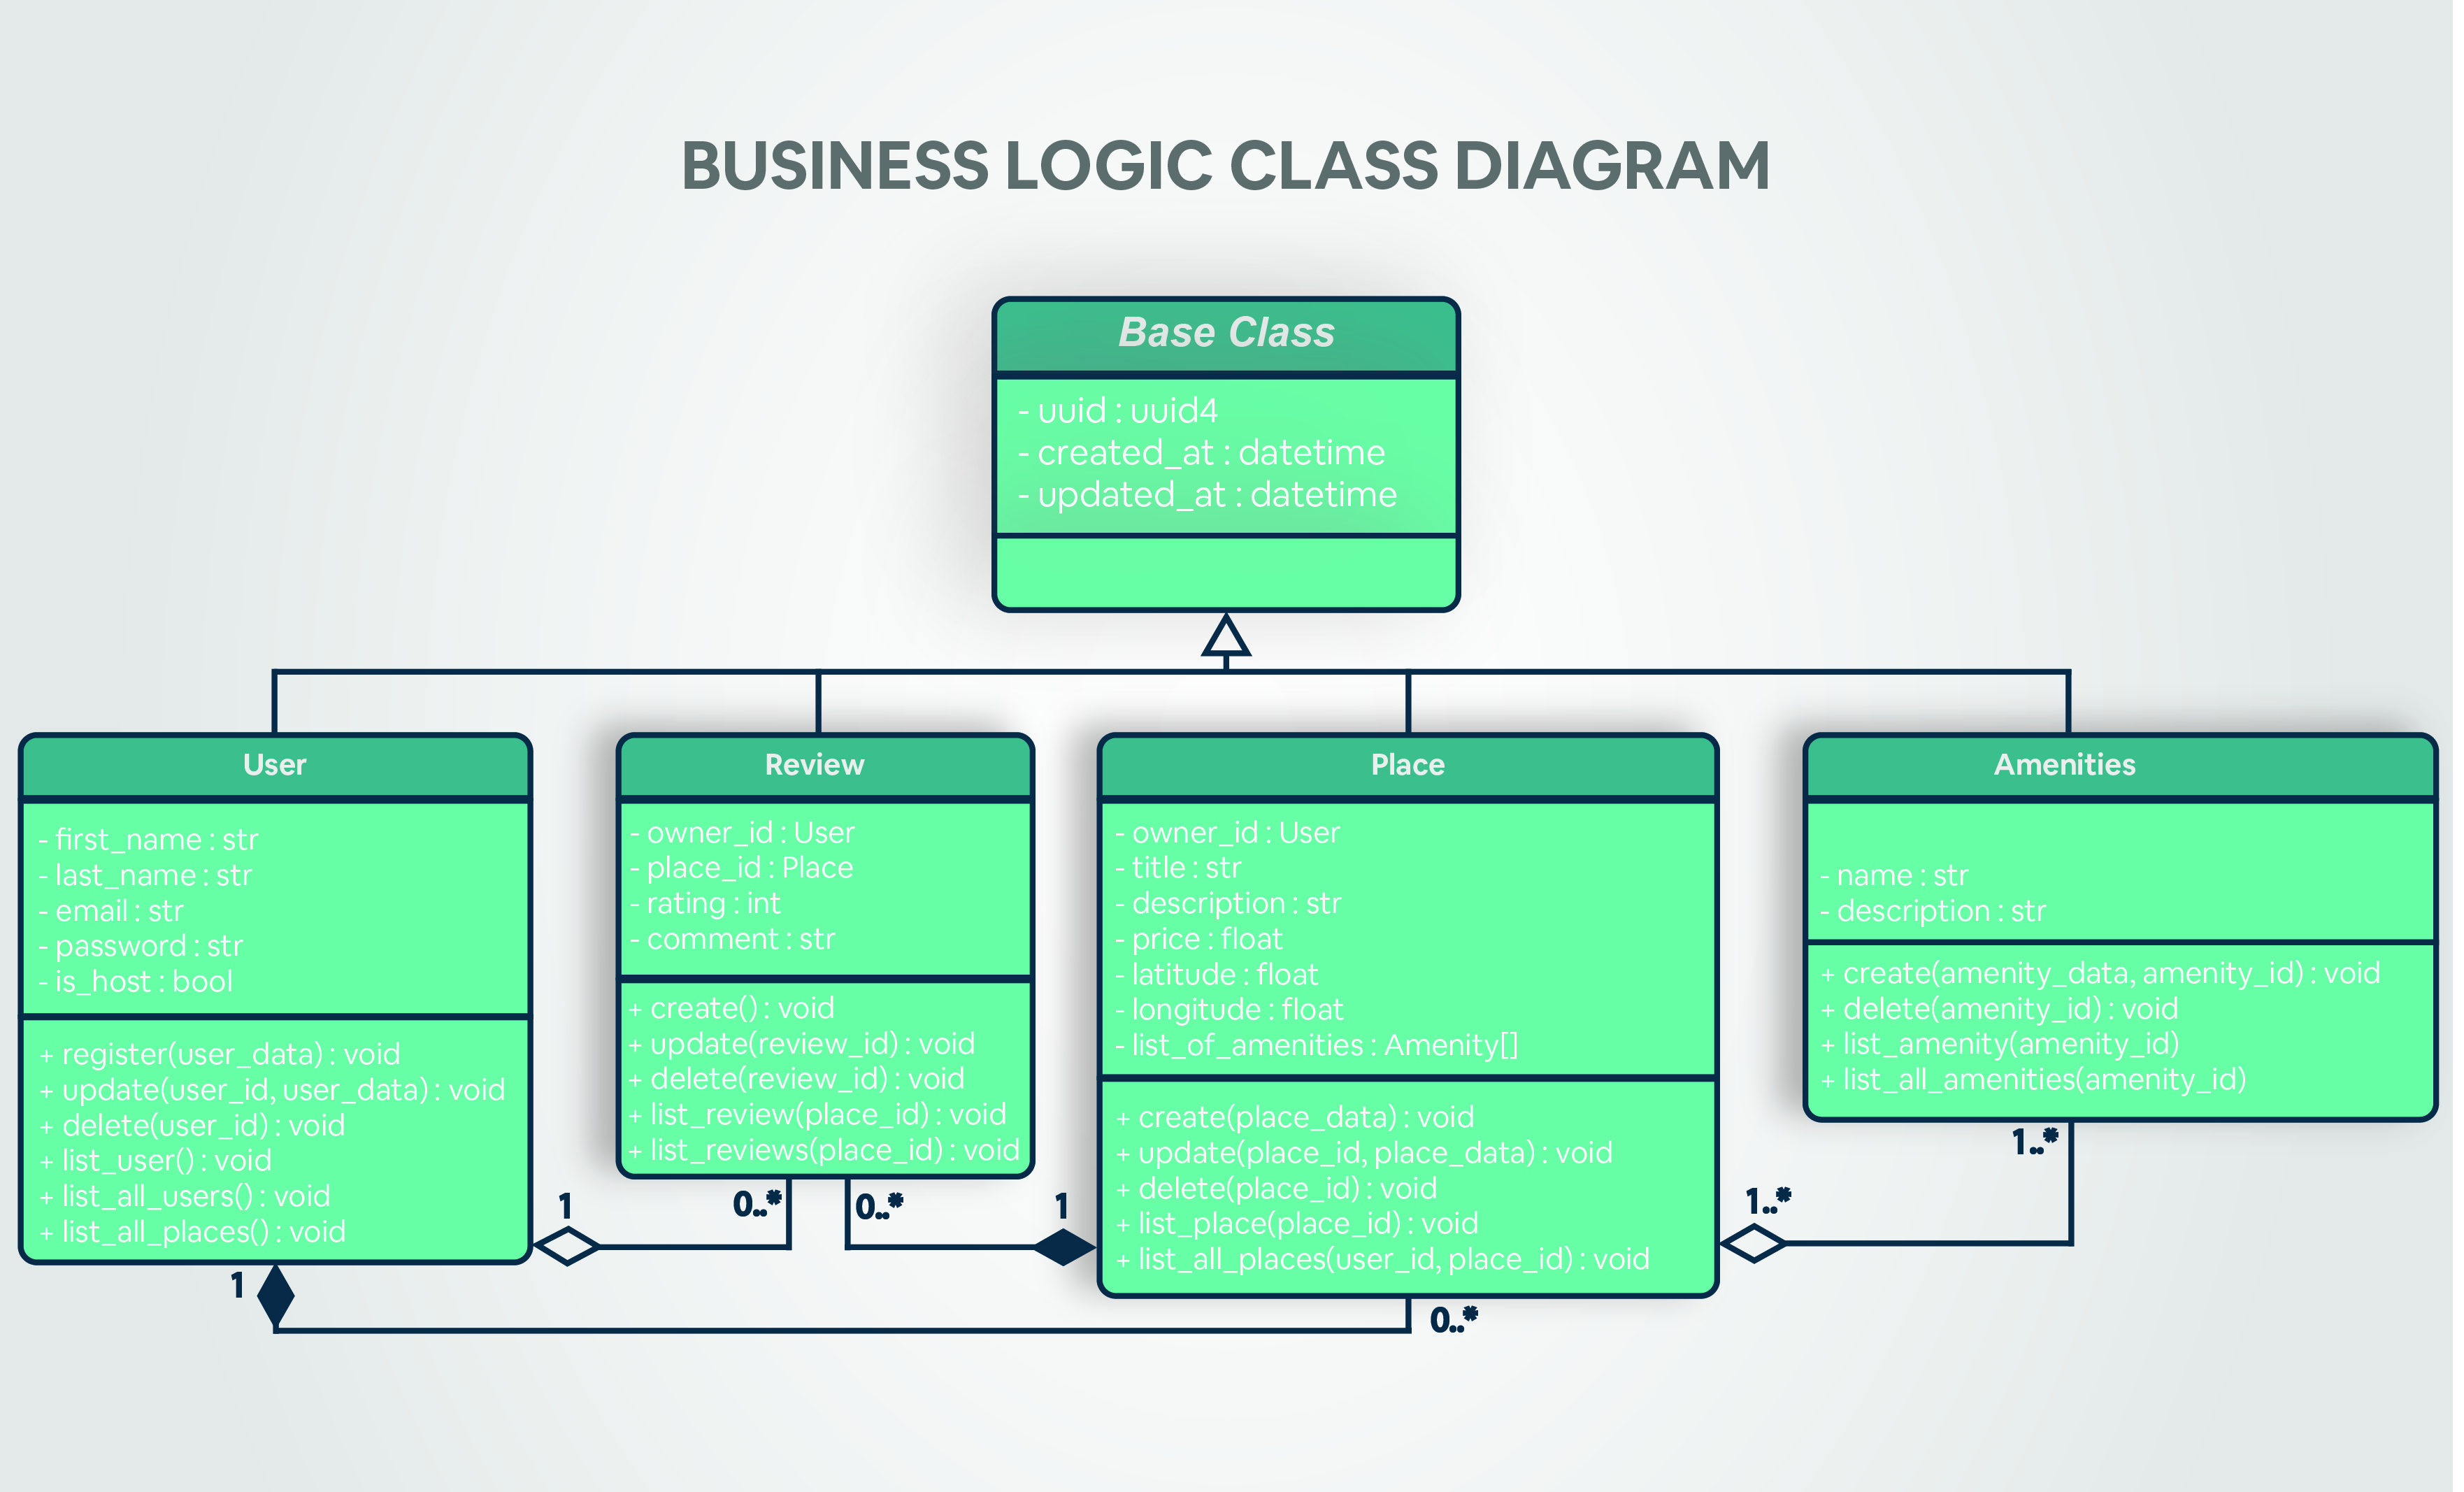 BUSINESS LOGIC CLASS DIAGRAM
Base Class
- uuid : uuid4
- created_at : datetime
- updated_at : datetime
User
- first_name : str
- last_name : str
- email : str
- password : str
- is_host : bool
+ register(user_data) : void
+ update(user_id, user_data) : void
+ delete(user_id) : void
+ list_user() : void
+ list_all_users() : void
+ list_all_places() : void
Review
- owner_id : User
- place_id : Place
- rating : int
- comment : str
+ create() : void
+ update(review_id) : void
+ delete(review_id) : void
+ list_review(place_id) : void
+ list_reviews(place_id) : void
Place
- owner_id : User
- title : str
- description : str
- price : float
- latitude : float
- longitude : float
- list_of_amenities : Amenity[]
+ create(place_data) : void
+ update(place_id, place_data) : void
+ delete(place_id) : void
+ list_place(place_id) : void
+ list_all_places(user_id, place_id) : void
Amenities
- name : str
- description : str
+ create(amenity_data, amenity_id) : void
+ delete(amenity_id) : void
+ list_amenity(amenity_id)
+ list_all_amenities(amenity_id)
1
0..*
0..*
1
1..*
1..*
1
0..*